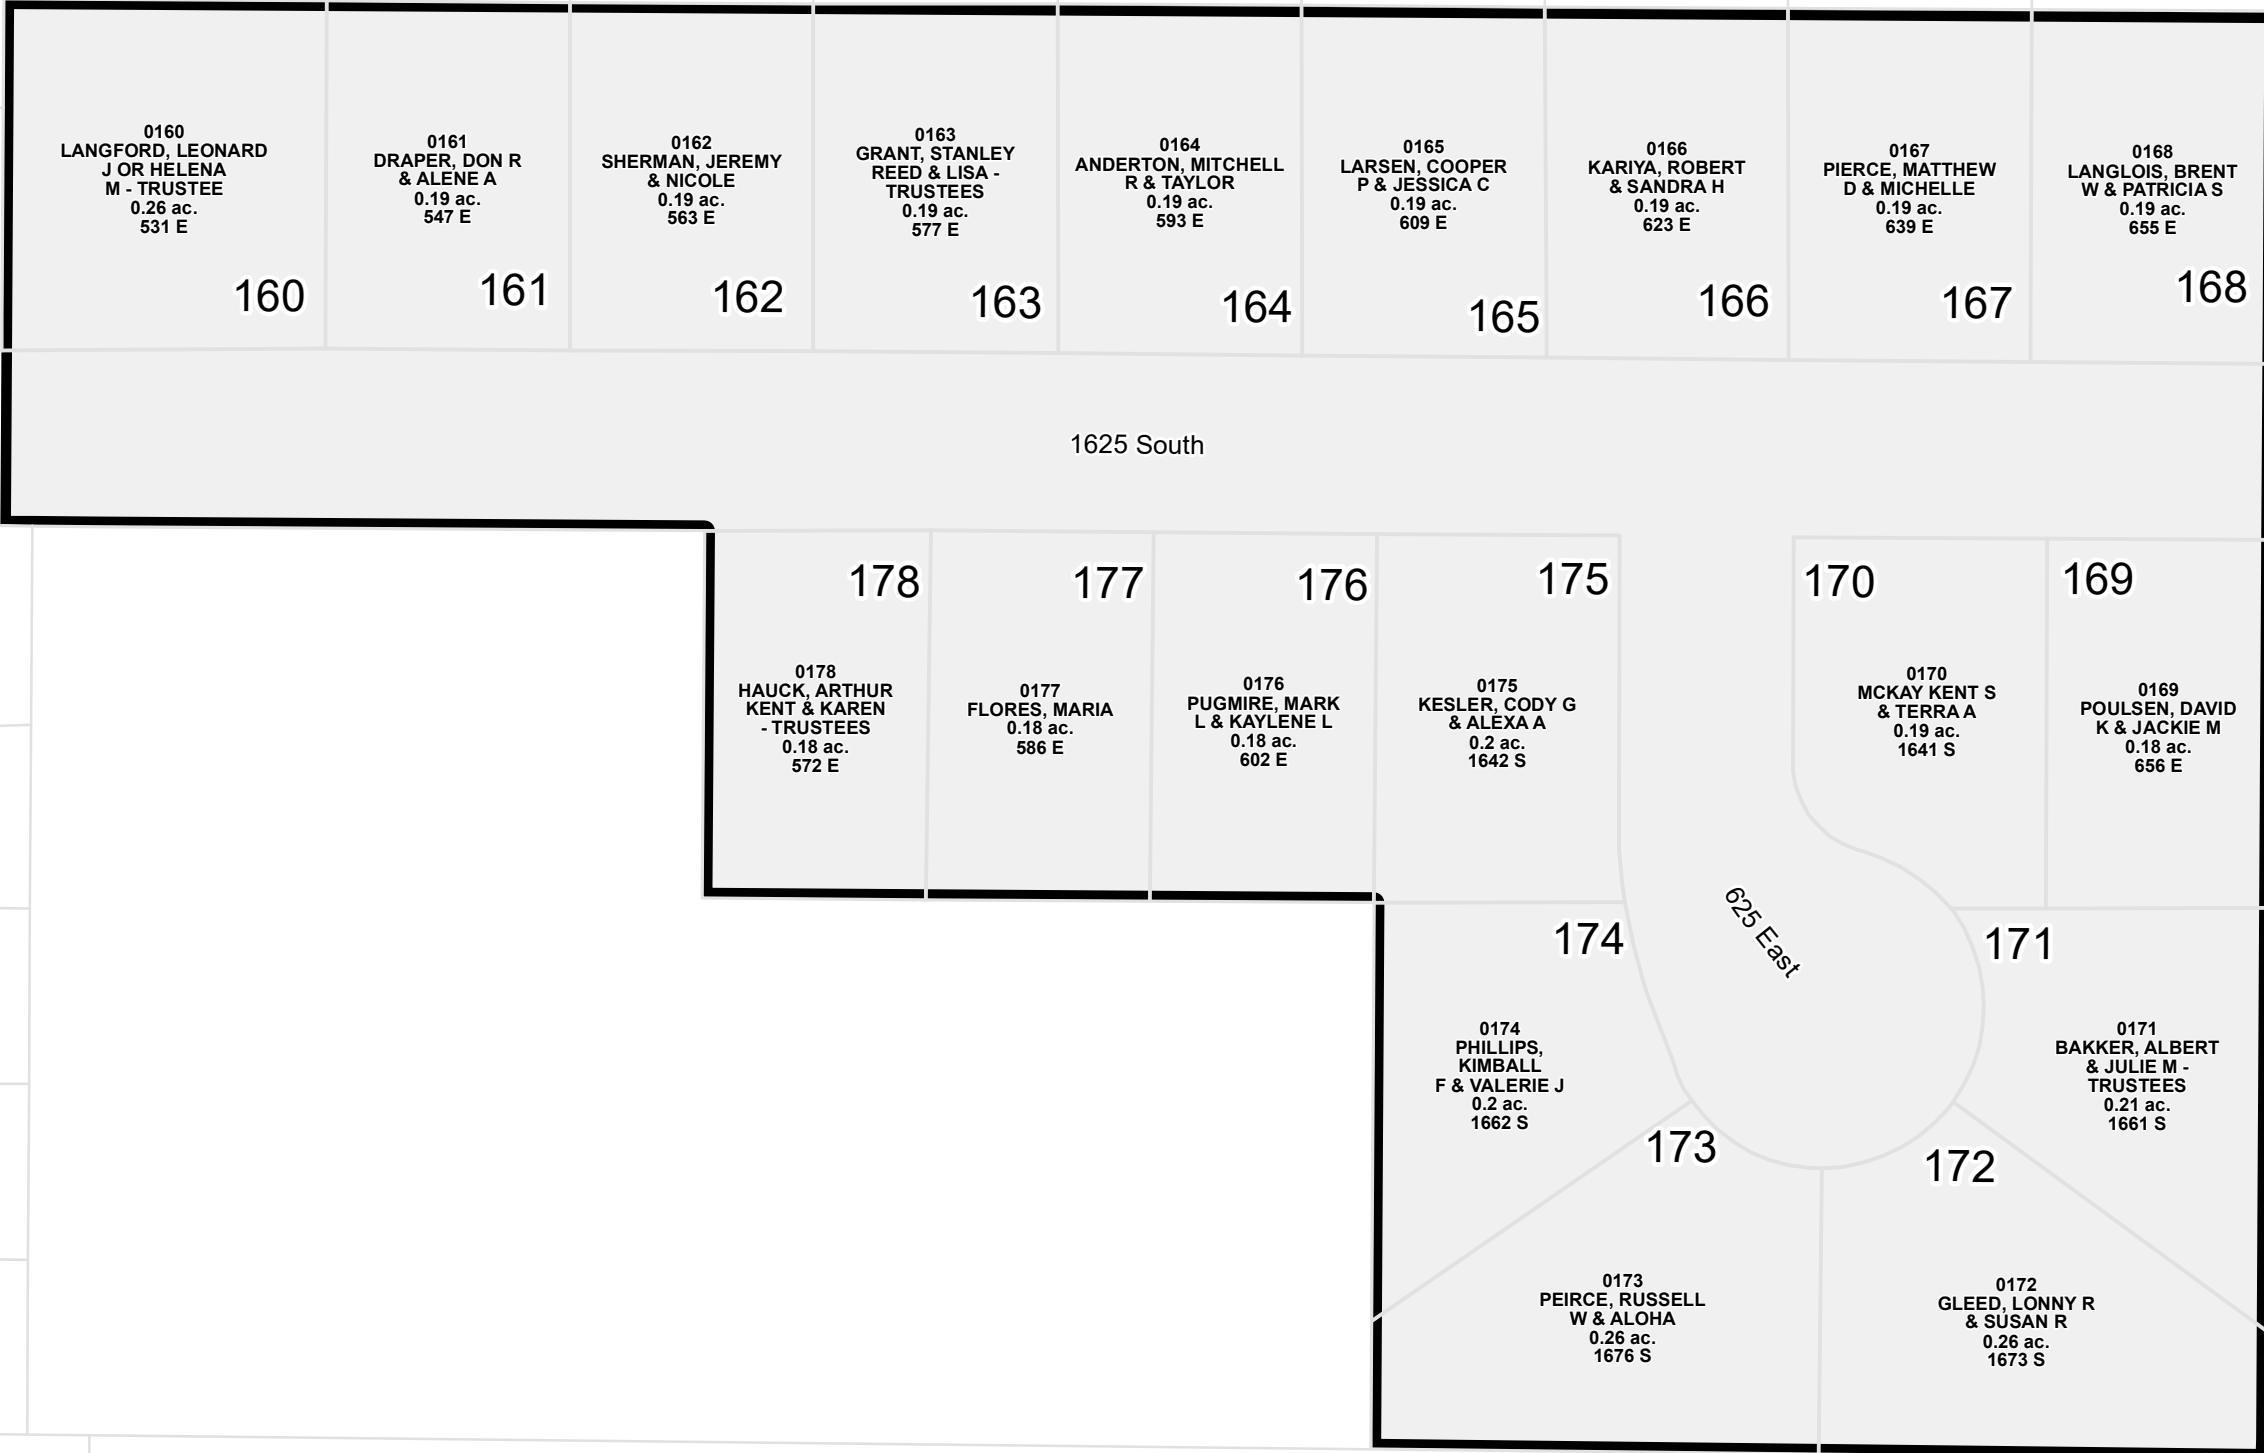 0160
LANGFORD, LEONARD
J OR HELENA
M - TRUSTEE
0.26 ac.
531 E
160
0161
DRAPER, DON R
& ALENE A
0.19 ac.
547 E
161
0162
SHERMAN, JEREMY
& NICOLE
0.19 ac.
563 E
162
0163
GRANT, STANLEY
REED & LISA -
TRUSTEES
0.19 ac.
577 E
163
0164
ANDERTON, MITCHELL
R & TAYLOR
0.19 ac.
593 E
164
0165
LARSEN, COOPER
P & JESSICA C
0.19 ac.
609 E
165
0166
KARIYA, ROBERT
& SANDRA H
0.19 ac.
623 E
166
0167
PIERCE, MATTHEW
D & MICHELLE
0.19 ac.
639 E
167
0168
LANGLOIS, BRENT
W & PATRICIA S
0.19 ac.
655 E
168
1625 South
178
0178
HAUCK, ARTHUR
KENT & KAREN
- TRUSTEES
0.18 ac.
572 E
177
0177
FLORES, MARIA
0.18 ac.
586 E
176
0176
PUGMIRE, MARK
L & KAYLENE L
0.18 ac.
602 E
175
0175
KESLER, CODY G
& ALEXA A
0.2 ac.
1642 S
170
0170
MCKAY KENT S
& TERRA A
0.19 ac.
1641 S
169
0169
POULSEN, DAVID
K & JACKIE M
0.18 ac.
656 E
625 East
174
0174
PHILLIPS,
KIMBALL
F & VALERIE J
0.2 ac.
1662 S
171
0171
BAKKER, ALBERT
& JULIE M -
TRUSTEES
0.21 ac.
1661 S
173
0173
PEIRCE, RUSSELL
W & ALOHA
0.26 ac.
1676 S
172
0172
GLEED, LONNY R
& SUSAN R
0.26 ac.
1673 S